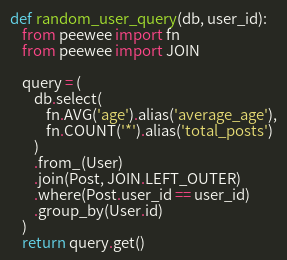 def random_user_query(db, user_id):
    from peewee import fn
    from peewee import JOIN

    query = (
        db.select(
            fn.AVG('age').alias('average_age'),
            fn.COUNT('*').alias('total_posts')
        )
        .from_(User)
        .join(Post, JOIN.LEFT_OUTER)
        .where(Post.user_id == user_id)
        .group_by(User.id)
    )
    return query.get()